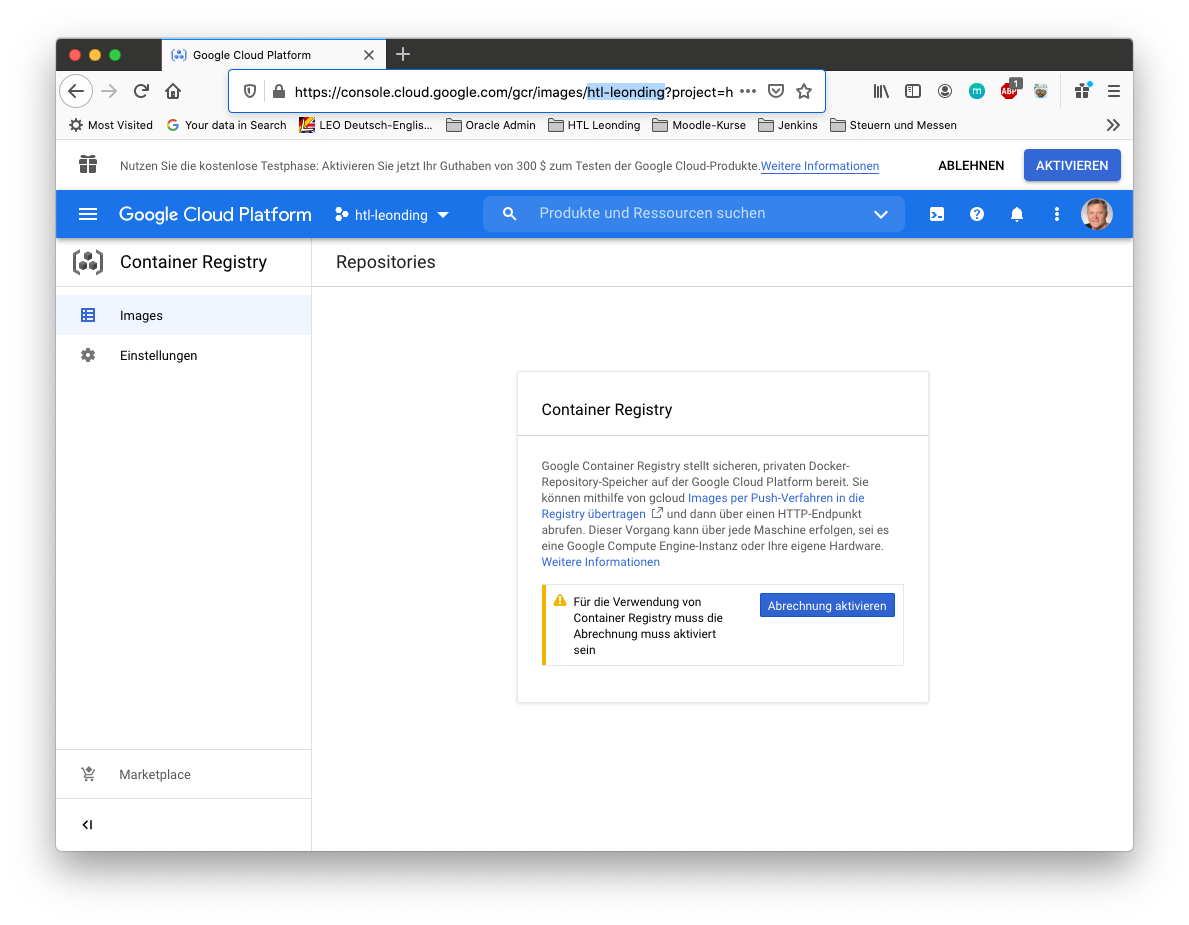 Google Cloud Platform
https://console.cloud.google.com/gcr/images/htl-leonding?project=h
m
ABP
1
Most Visited
G Your data in Search
LEO Deutsch-Englis...
Oracle Admin
HTL Leonding
Moodle-Kurse
Jenkins
Steuern und Messen
Nutzen Sie die kostenlose Testphase: Aktivieren Sie jetzt Ihr Guthaben von 300 $ zum Testen der Google Cloud-Produkte.Weitere Informationen
ABLEHNEN
AKTIVIEREN
Google Cloud Platform
htl-leonding
Produkte und Ressourcen suchen
Container Registry
Repositories
Images
Einstellungen
Container Registry
Google Container Registry stellt sicheren, privaten Docker-
Repository-Speicher auf der Google Cloud Platform bereit. Sie
können mithilfe von gcloud Images per Push-Verfahren in die
Registry übertragen und dann über einen HTTP-Endpunkt
abrufen. Dieser Vorgang kann über jede Maschine erfolgen, sei es
eine Google Compute Engine-Instanz oder Ihre eigene Hardware.
Weitere Informationen
Für die Verwendung von
Container Registry muss die
Abrechnung muss aktiviert
sein
Abrechnung aktivieren
Marketplace